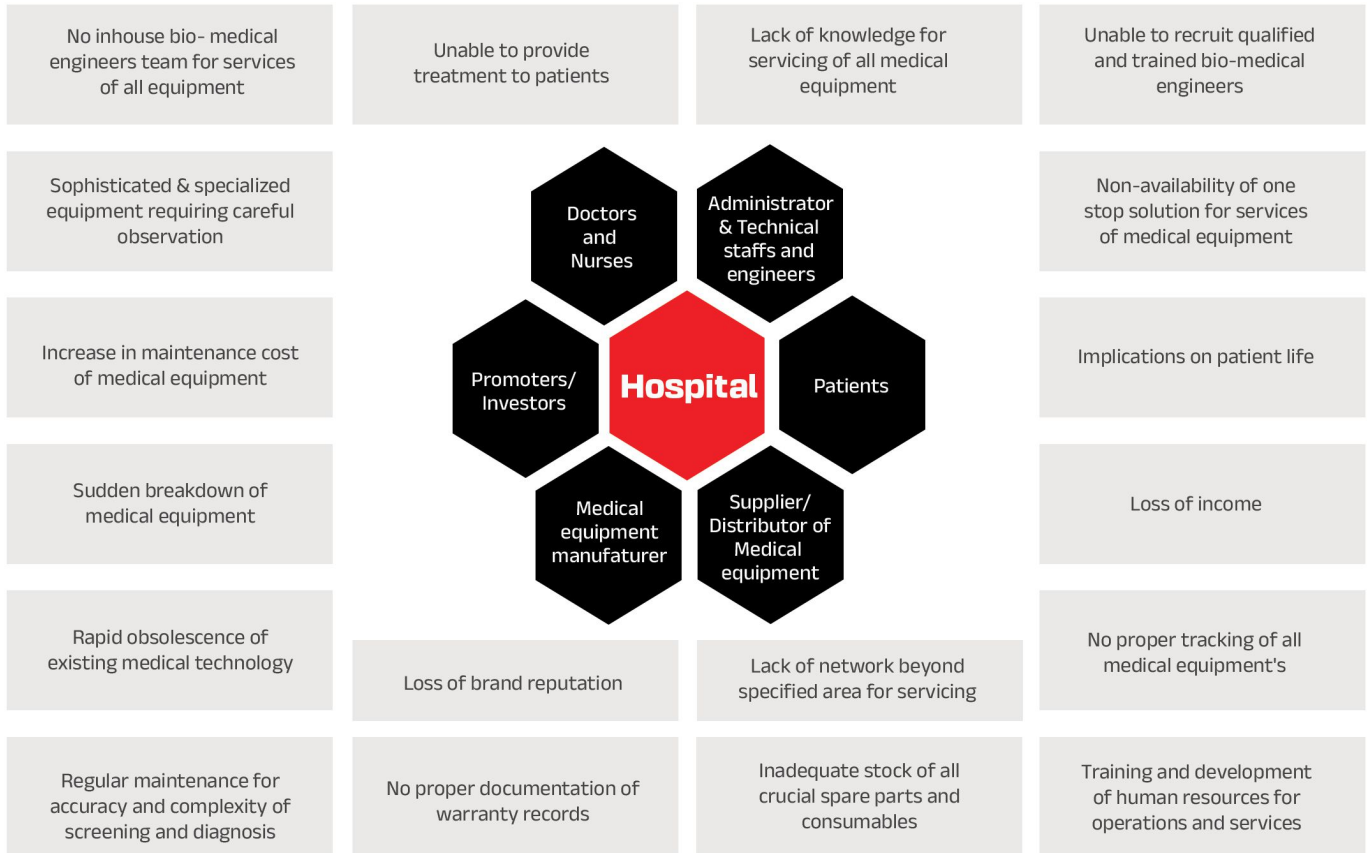 No inhouse bio- medical
engineers team for services
of all equipment
Unable to provide
treatment to patients
Lack of knowledge for
servicing of all medical
equipment
Unable to recruit qualified
and trained bio-medical
engineers
Sophisticated & specialized
equipment requiring careful
observation
Doctors
and
Nurses
Administrator
& Technical
staffs and
engineers
Non-availability of one
stop solution for services
of medical equipment
Increase in maintenance cost
of medical equipment
Promoters/
Investors
Hospital
Patients
Implications on patient life
Sudden breakdown of
medical equipment
Medical
equipment
manufaturer
Supplier/
Distributor of
Medical
equipment
Loss of income
Rapid obsolescence of
existing medical technology
Loss of brand reputation
Lack of network beyond
specified area for servicing
No proper tracking of all
medical equipment's
Regular maintenance for
accuracy and complexity of
screening and diagnosis
No proper documentation of
warranty records
Inadequate stock of all
crucial spare parts and
consumables
Training and development
of human resources for
operations and services